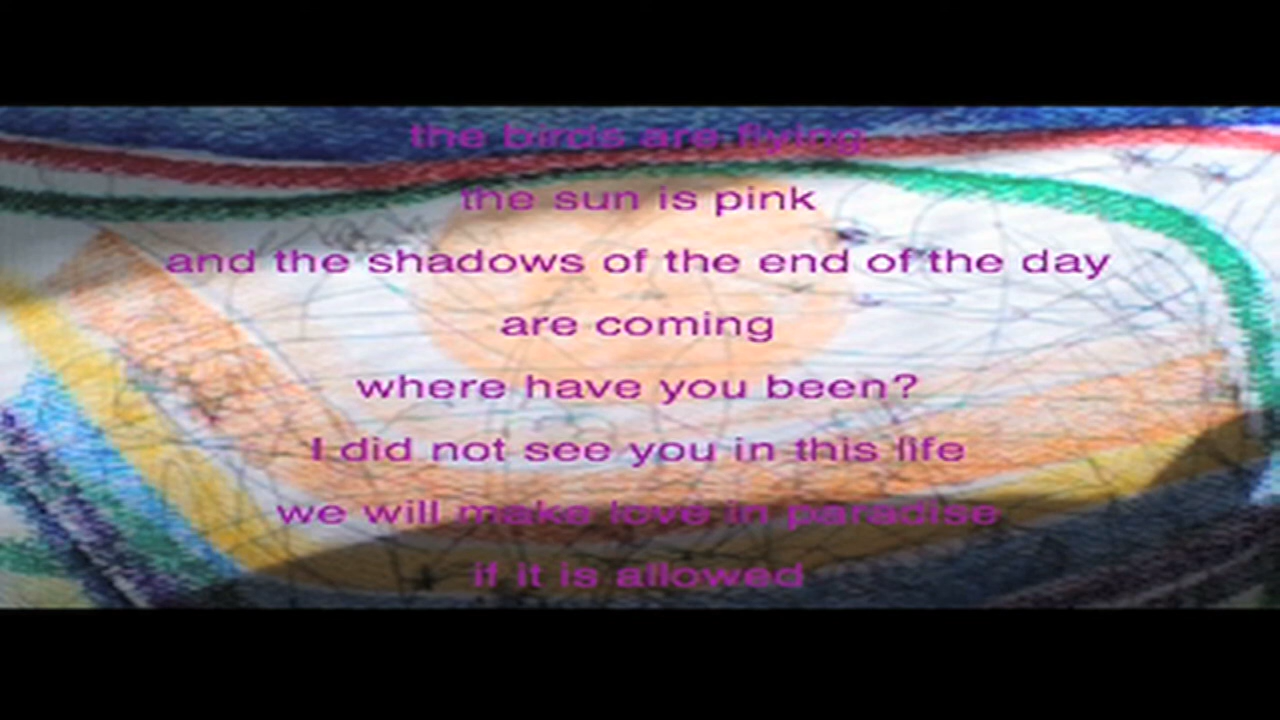 the birds are flying
the sun is pink
and the shadows of the end of the day
are coming
where have you been?
I did not see you in this life
we will make love in paradise
if it is allowed